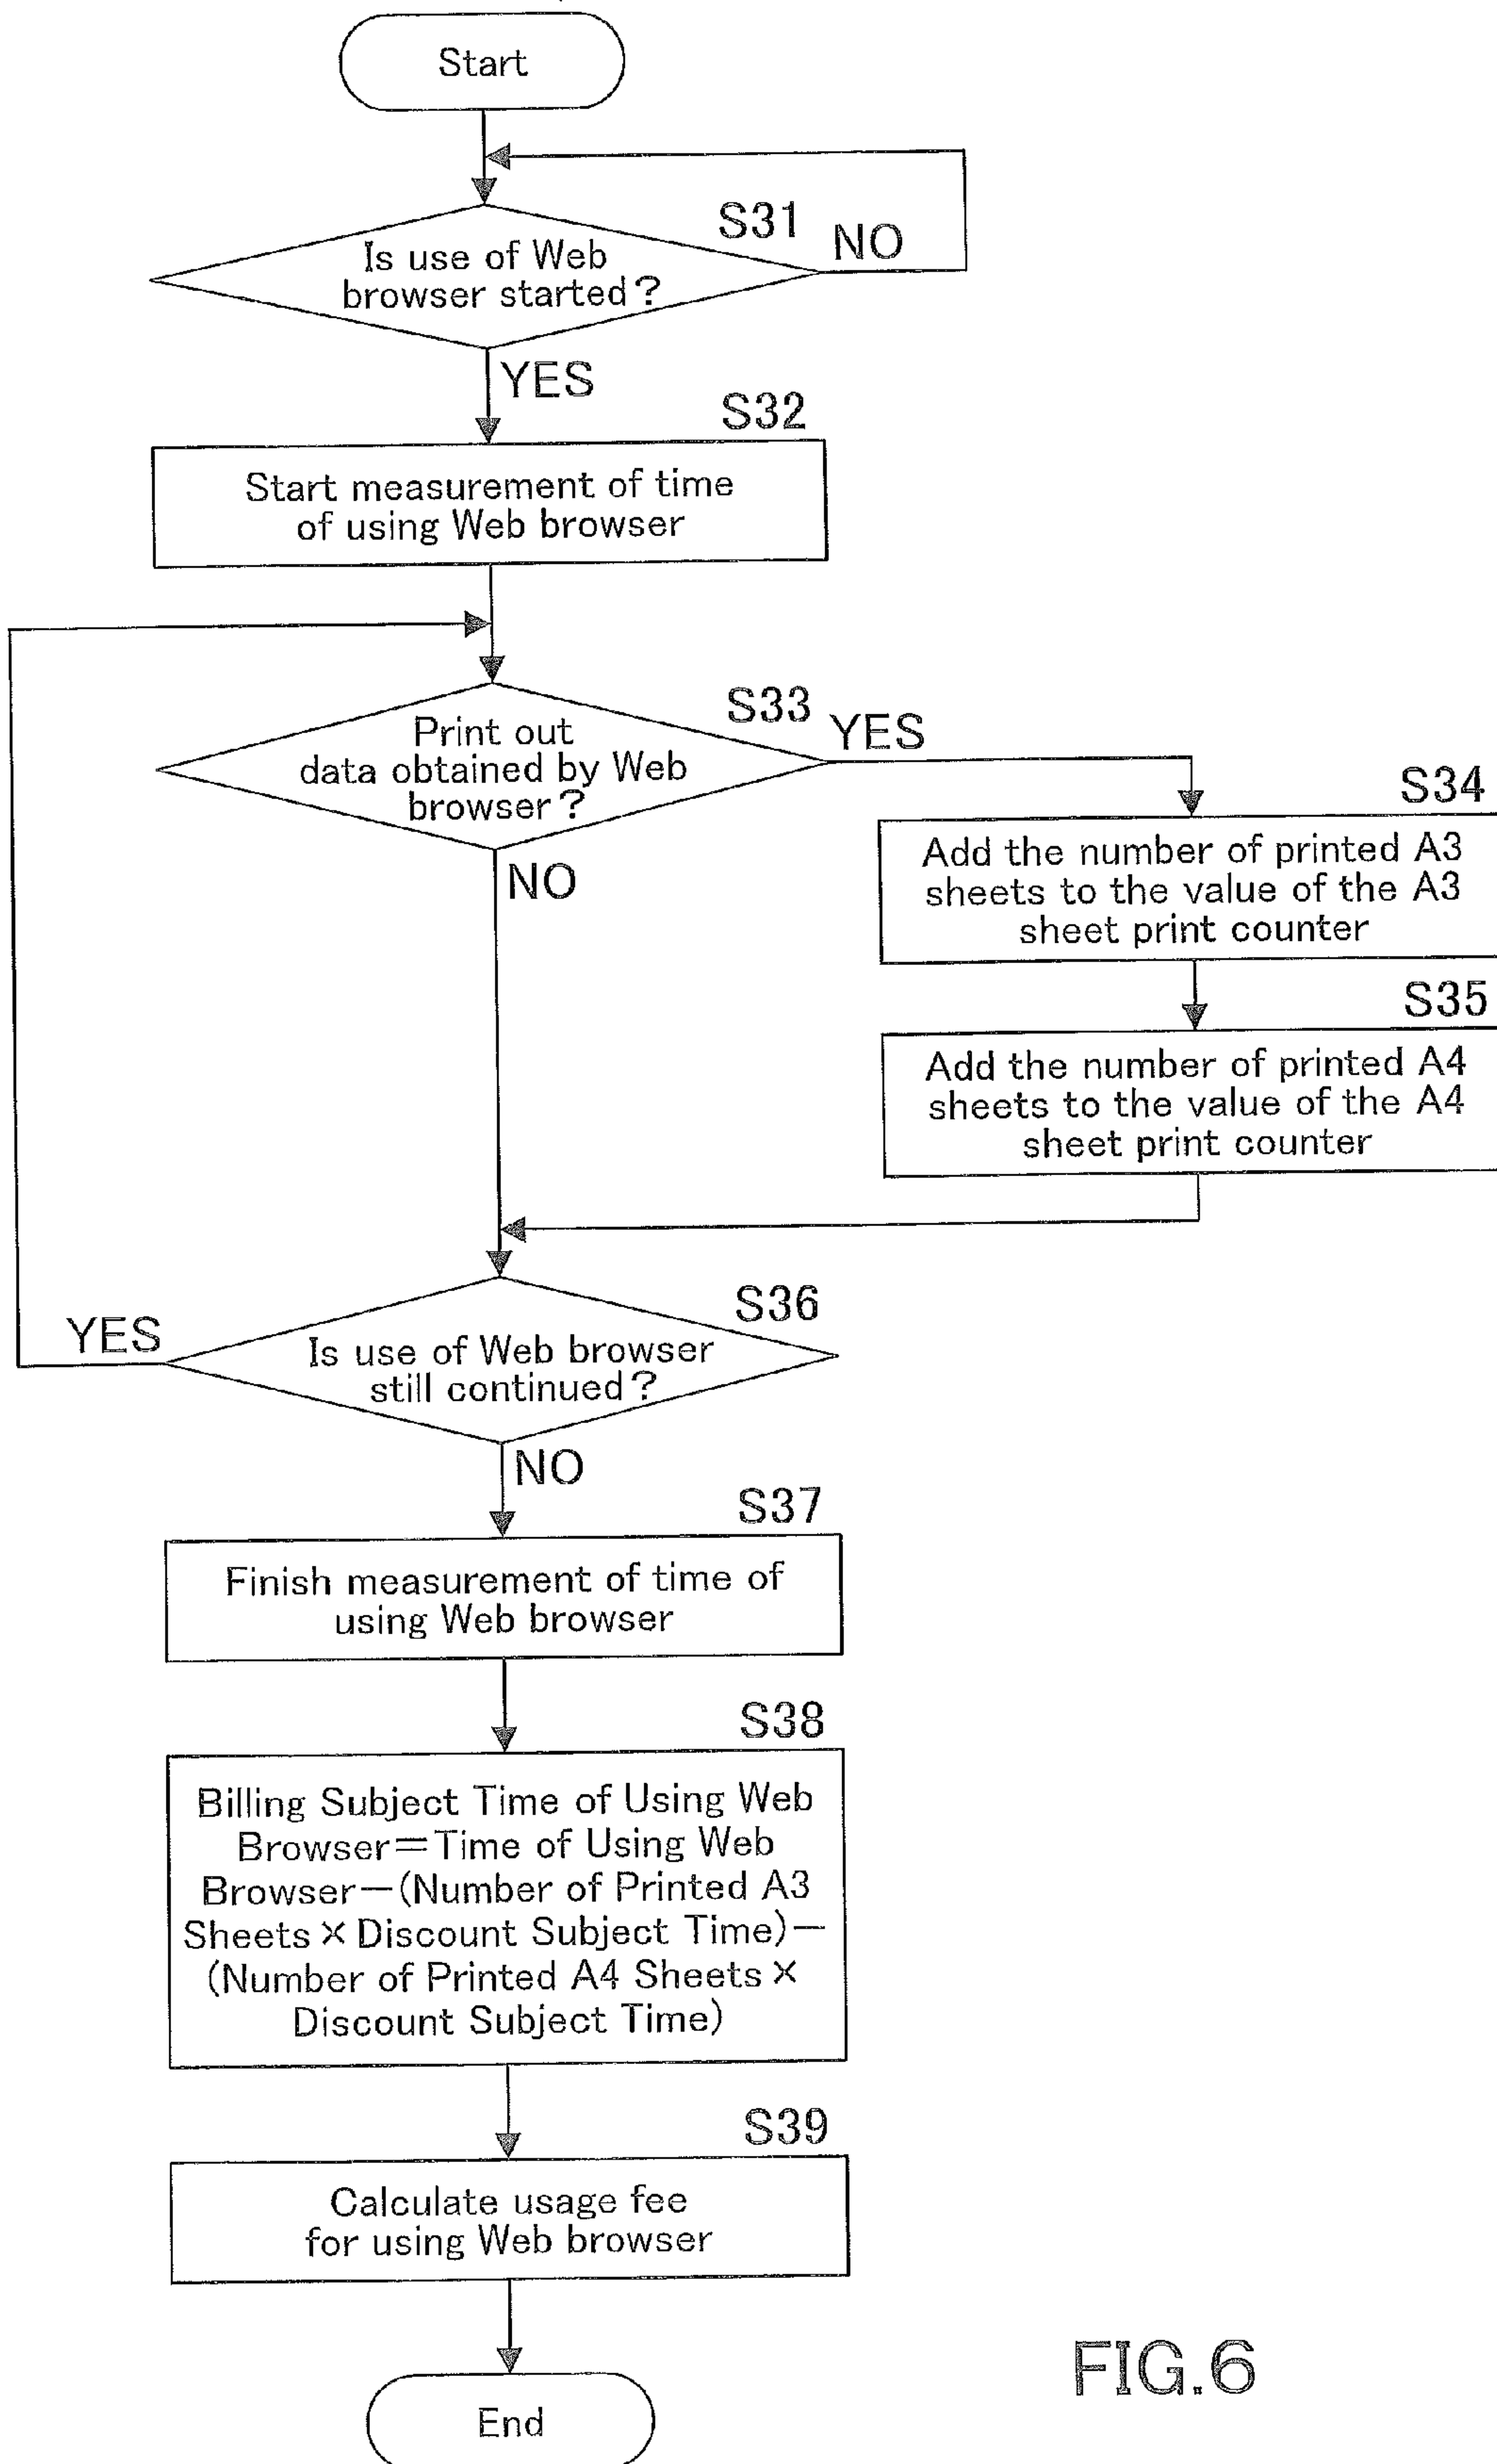 Start
S31
Is use of Web
browser started?
NO
YES
S32
Start measurement of time
of using Web browser
S33
Print out
data obtained by Web
browser?
YES
NO
S34
Add the number of printed A3
sheets to the value of the A3
sheet print counter
S35
Add the number of printed A4
sheets to the value of the A4
sheet print counter
S36
YES
Is use of Web browser
still continued?
NO
S37
Finish measurement of time of
using Web browser
S38
Billing Subject Time of Using Web
Browser=Time of Using Web
Browser−(Number of Printed A3
Sheets×Discount Subject Time)−
(Number of Printed A4 Sheets×
Discount Subject Time)
S39
Calculate usage fee
for using Web browser
End
FIG.6